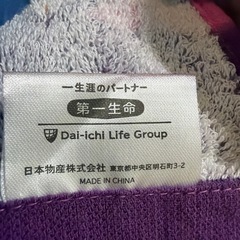 一生涯のパートナー
第一生命
Dai-ichi Life Group
日本物産株式会社 東京都中央区明石町3-2
MADE IN CHINA